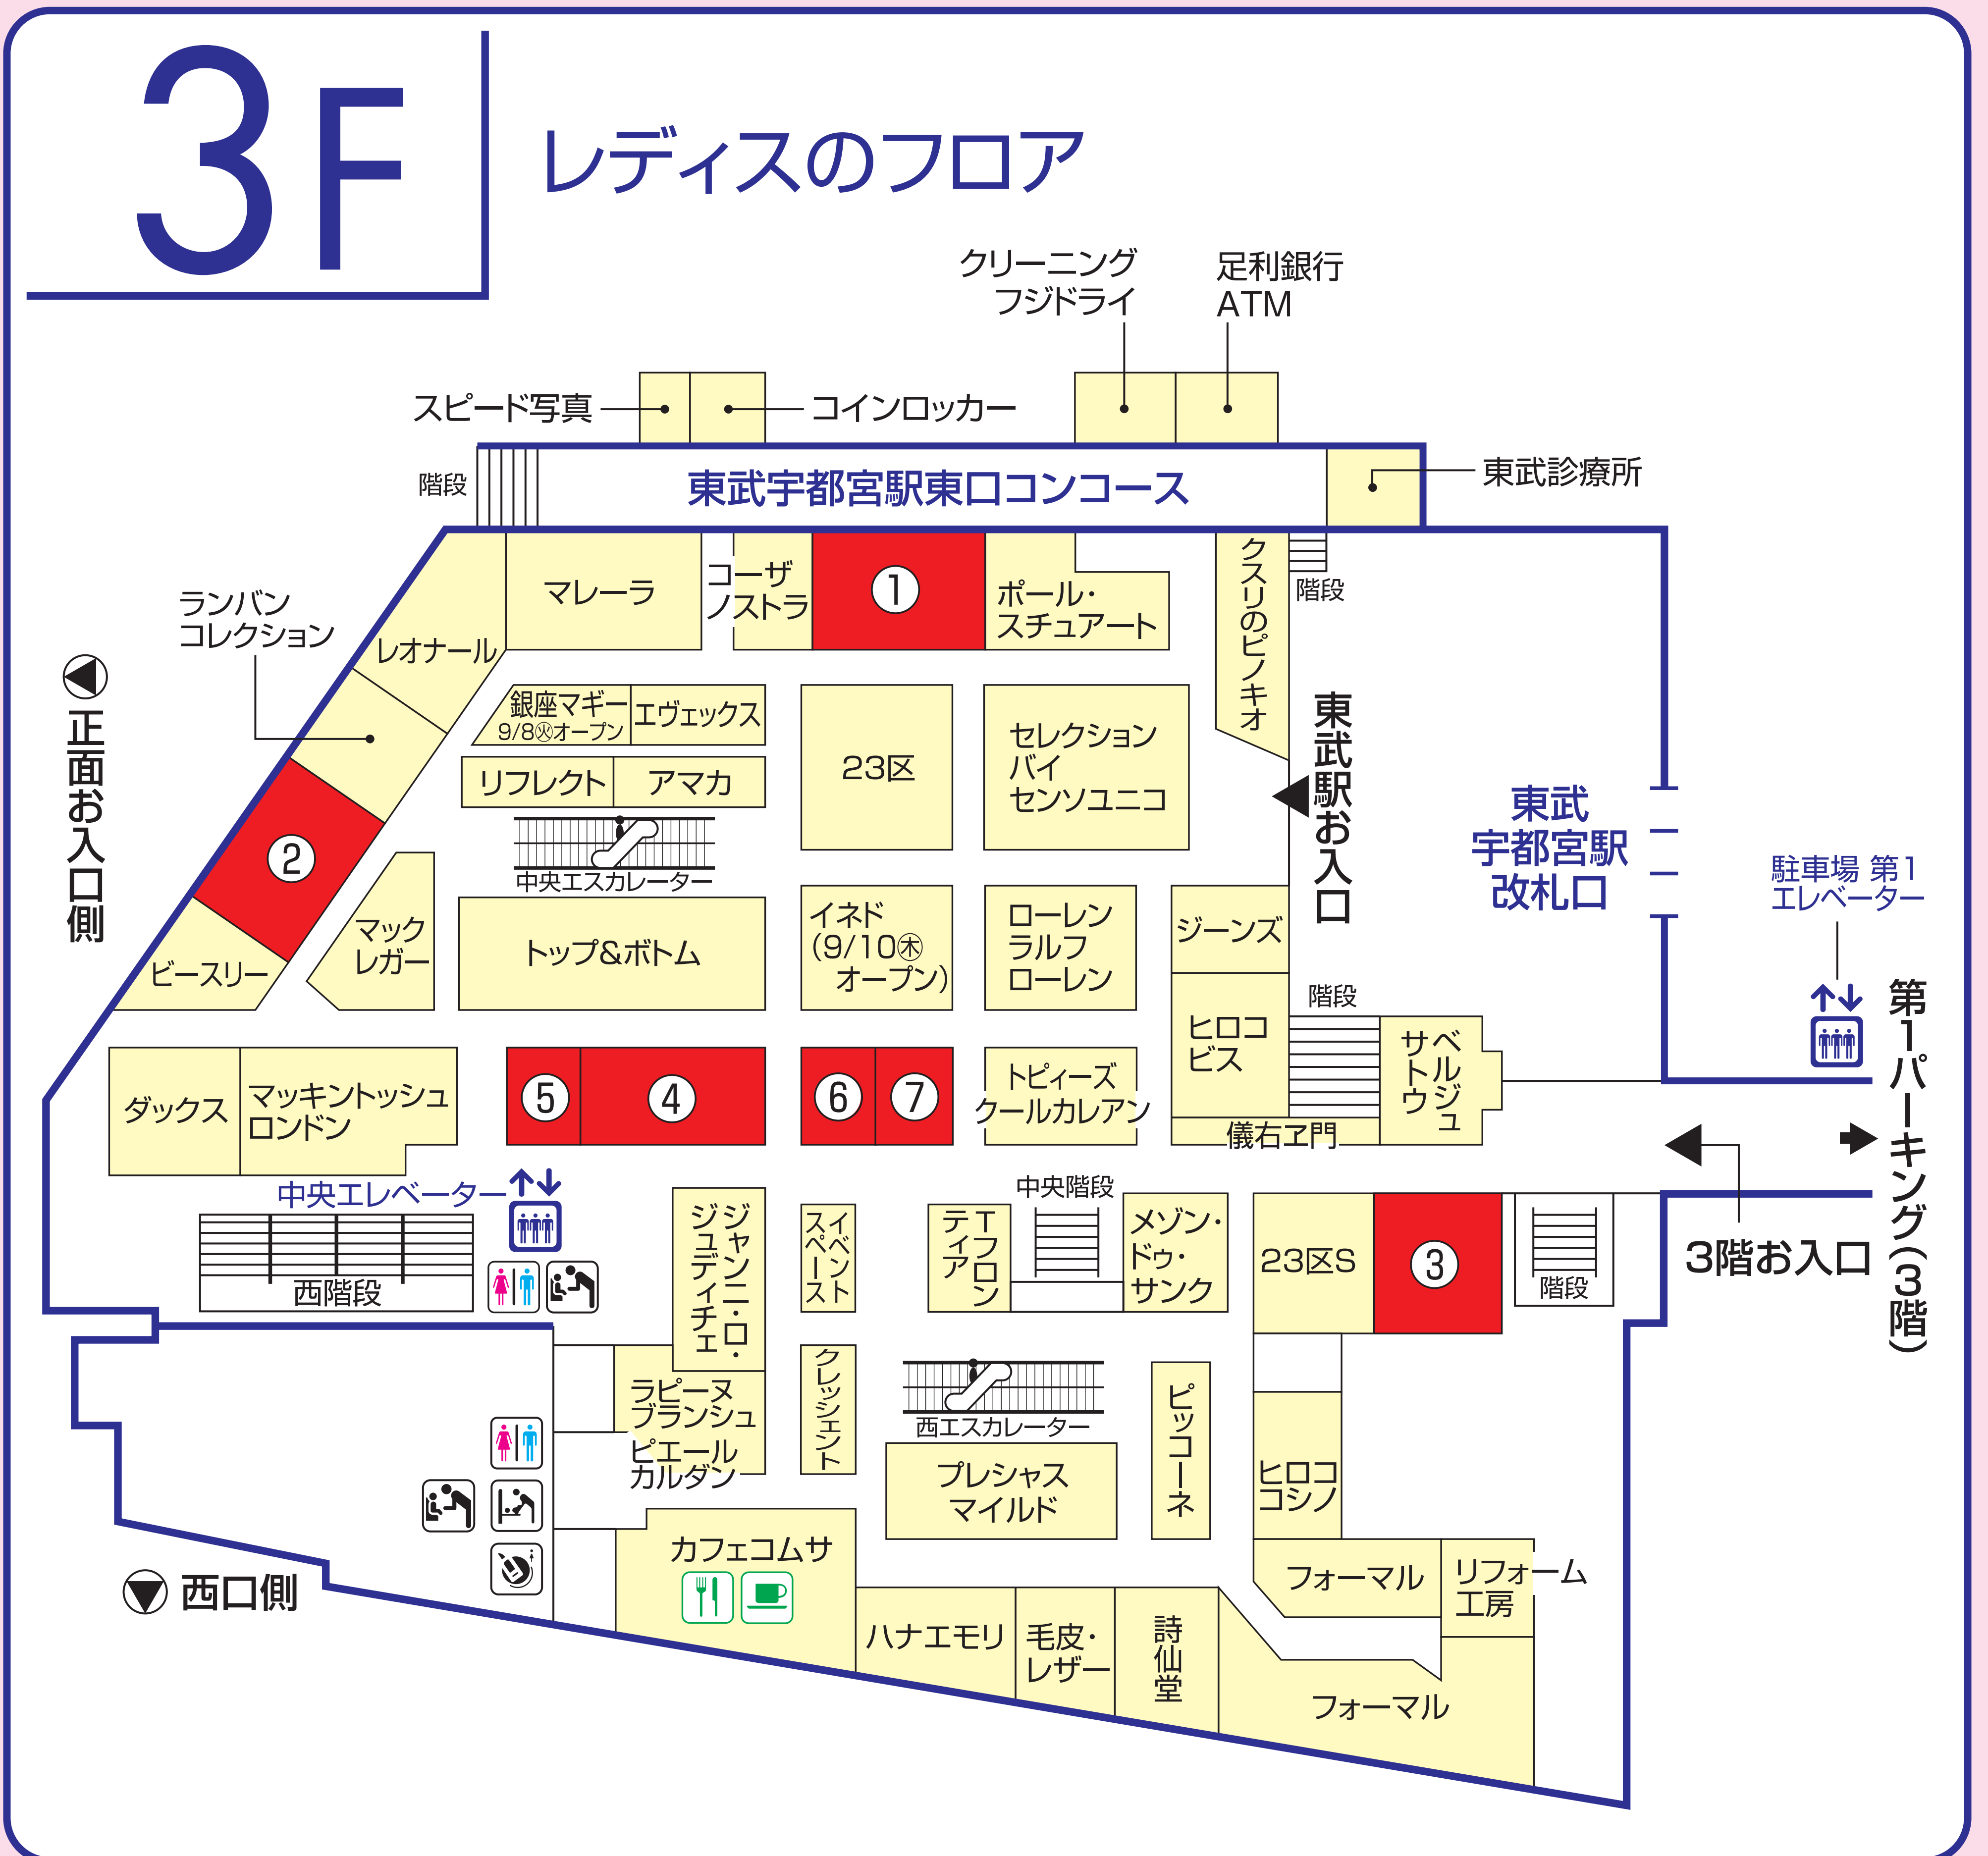 3F
レディスのフロア
クリーニング
フジドライ
足利銀行
ATM
スピード写真
コインロッカー
階段
東武宇都宮駅東口コンコース
東武診療所
ランバン
コレクション
レオナール
マレーラ
コーザ
ノストラ
①
ポール・
スチュアート
クスリのピノキオ
階段
正面お入口側
銀座マギー
9/8㊋オープン
エヴェックス
リフレクト
アマカ
23区
セレクション
バイ
センソユニコ
東武駅お入口
東武
宇都宮駅
改札口
駐車場 第1
エレベーター
②
中央エスカレーター
マック
レガー
ビースリー
トップ&ボトム
イネド
(9/10㊍
オープン)
ローレン
ラルフ
ローレン
ジーンズ
ヒロコ
ビス
階段
ベルジュ
サトウ
第1パーキング(3階)
ダックス
マッキントッシュ
ロンドン
⑤
④
⑥
⑦
トピィーズ
クールカレアン
儀右ヱ門
中央エレベーター
西階段
ジャンニ・ロ・
ジュディチェ
イベント
スペース
Tフロン
ティア
中央階段
メゾン・
ドゥ・
サンク
23区S
③
階段
3階お入口
ラピーヌ
ブランシュ
ピエール
カルダン
クレッシェント
西エスカレーター
プレシャス
マイルド
ピッコーネ
ヒロコ
コシノ
カフェコムサ
フォーマル
リフォーム
工房
西口側
ハナエモリ
毛皮・
レザー
詩仙堂
フォーマル